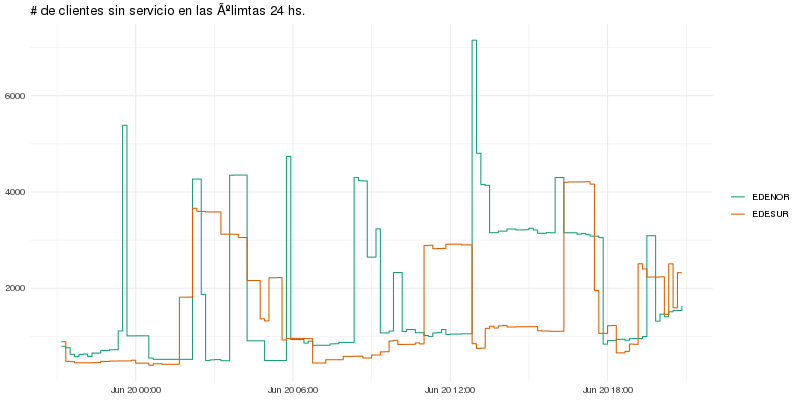 # de clientes sin servicio en las Ãºlimtas 24 hs.
6000
4000
2000
Jun 20 00:00
Jun 20 06:00
Jun 20 12:00
Jun 20 18:00
EDENOR
EDESUR